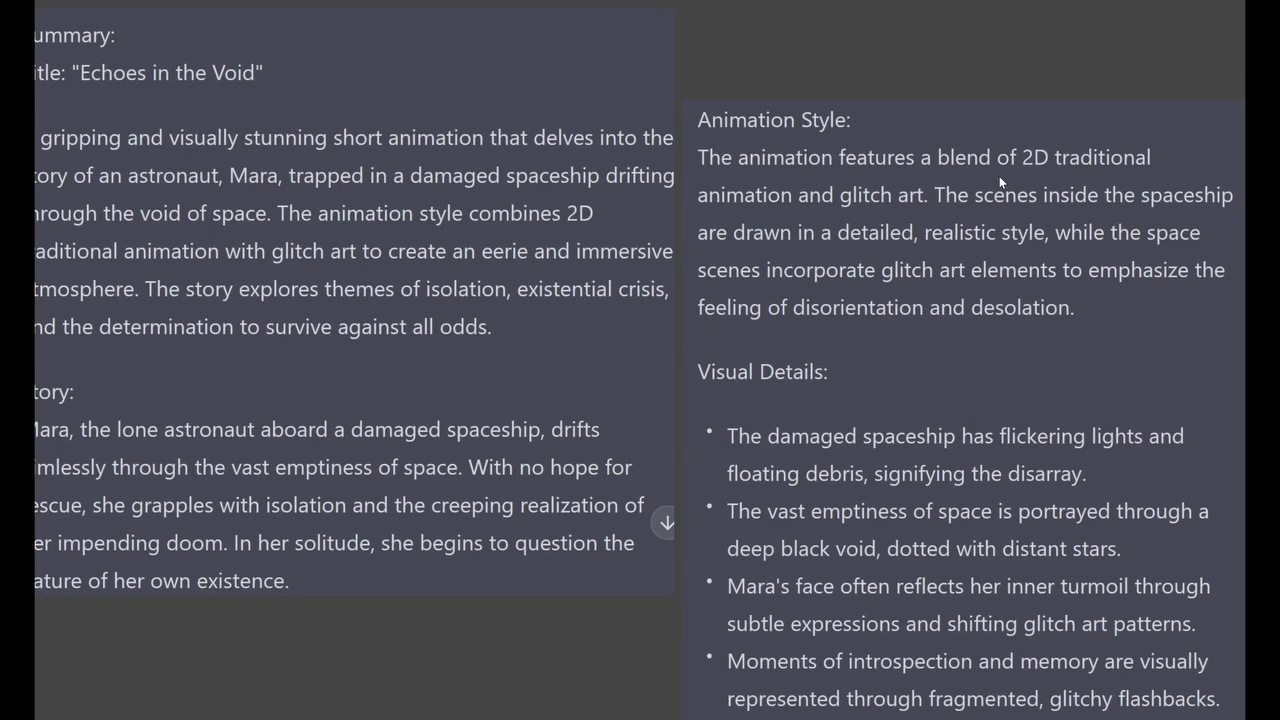 ummary:
itle: "Echoes in the Void"
gripping and visually stunning short animation that delves into the
tory of an astronaut, Mara, trapped in a damaged spaceship drifting
hrough the void of space. The animation style combines 2D
raditional animation with glitch art to create an eerie and immersive
tmosphere. The story explores themes of isolation, existential crisis,
nd the determination to survive against all odds.
tory:
Mara, the lone astronaut aboard a damaged spaceship, drifts
imlessly through the vast emptiness of space. With no hope for
escue, she grapples with isolation and the creeping realization of
er impending doom. In her solitude, she begins to question the
ature of her own existence.
Animation Style:
The animation features a blend of 2D traditional
animation and glitch art. The scenes inside the spaceship
are drawn in a detailed, realistic style, while the space
scenes incorporate glitch art elements to emphasize the
feeling of disorientation and desolation.
Visual Details:
• The damaged spaceship has flickering lights and
floating debris, signifying the disarray.
• The vast emptiness of space is portrayed through a
deep black void, dotted with distant stars.
• Mara's face often reflects her inner turmoil through
subtle expressions and shifting glitch art patterns.
• Moments of introspection and memory are visually
represented through fragmented, glitchy flashbacks.